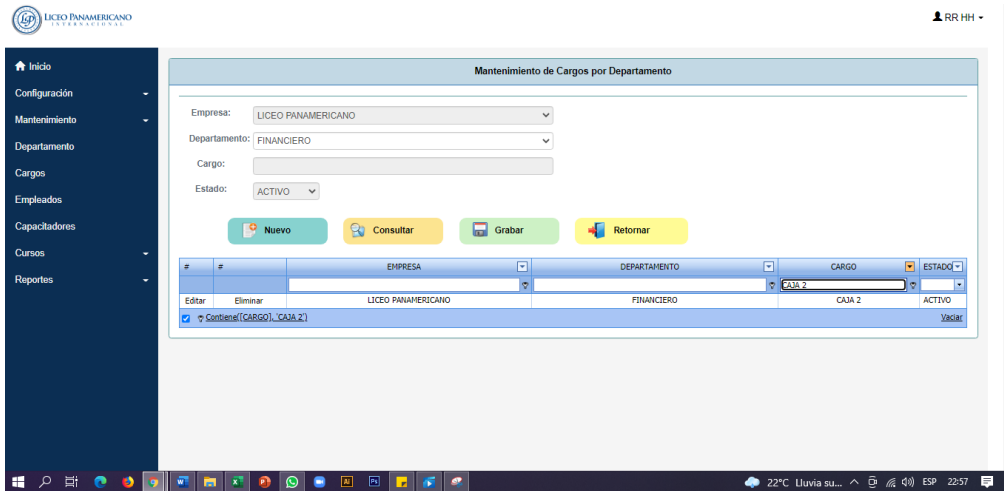 LSP LICEO PANAMERICANO
INTERNACIONAL
RR HH
Inicio
Configuración
Mantenimiento
Departamento
Cargos
Empleados
Capacitadores
Cursos
Reportes
Mantenimiento de Cargos por Departamento
Empresa: LICEO PANAMERICANO
Departamento: FINANCIERO
Cargo:
Estado: ACTIVO
Nuevo Consultar Grabar Retornar
# # EMPRESA DEPARTAMENTO CARGO ESTADO
CAJA 2
Editar Eliminar LICEO PANAMERICANO FINANCIERO CAJA 2 ACTIVO
Contiene([CARGO], 'CAJA 2') Vaciar
22°C Lluvia su... ESP 22:57